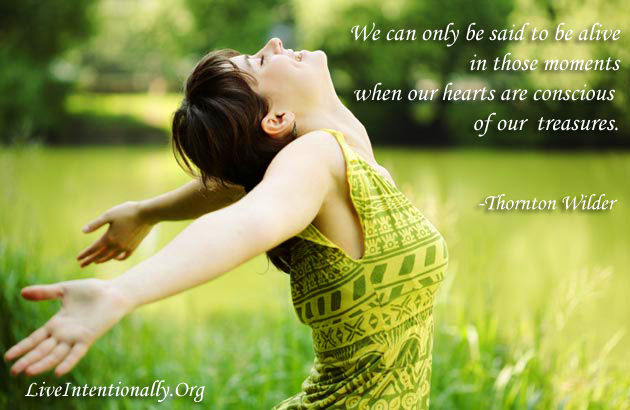 We can only be said to be alive
in those moments
when our hearts are conscious
of our treasures.
-Thornton Wilder
LiveIntentionally.Org